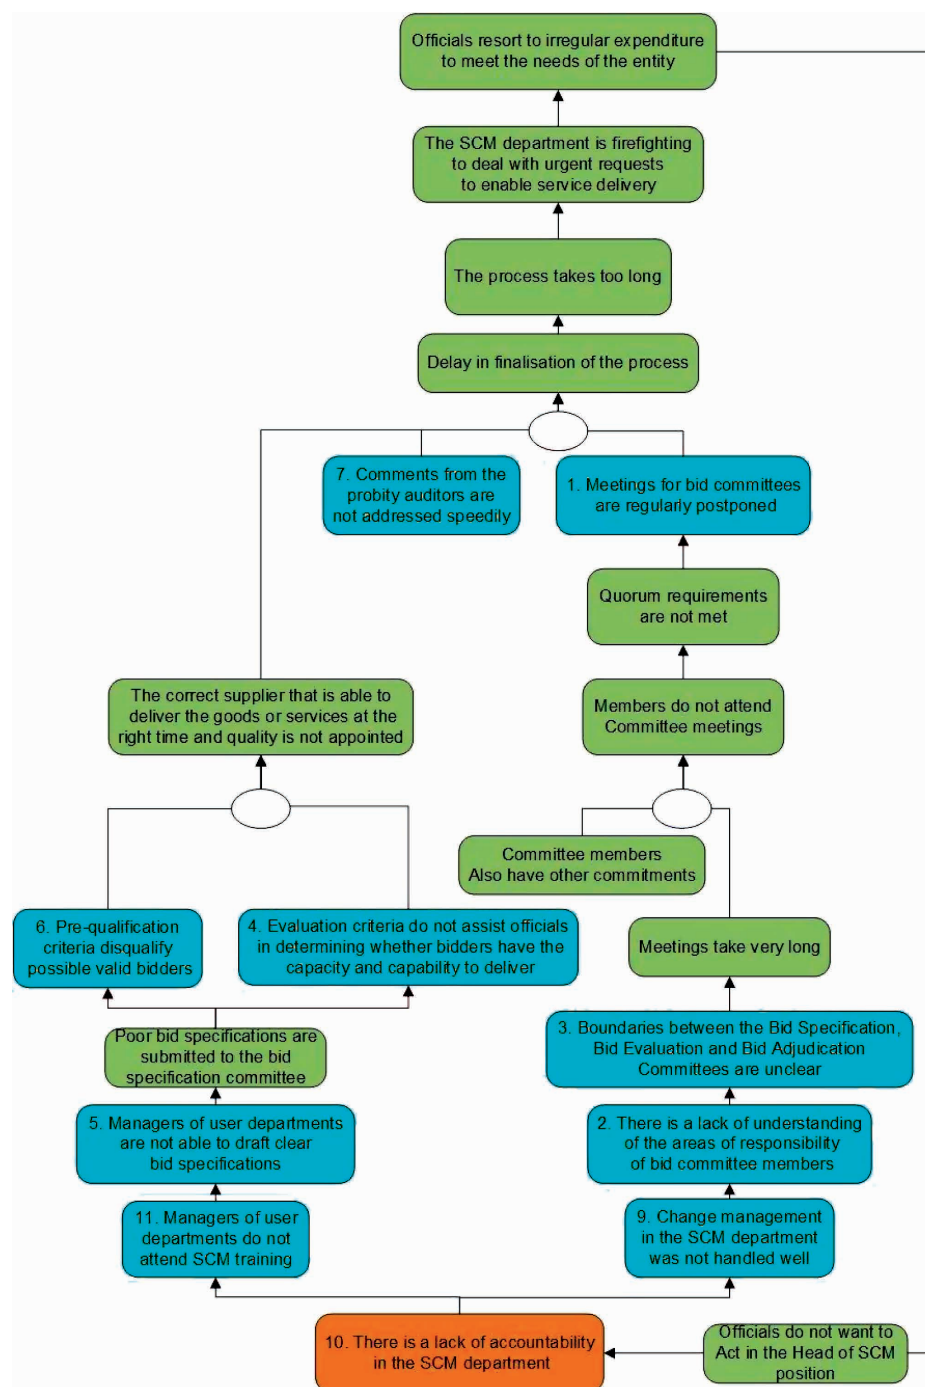 Officials resort to irregular expenditure
to meet the needs of the entity
The SCM department is firefighting
to deal with urgent requests
to enable service delivery
The process takes too long
Delay in finalisation of the process
7. Comments from the
probity auditors are
not addressed speedily
1. Meetings for bid committees
are regularly postponed
Quorum requirements
are not met
The correct supplier that is able to
deliver the goods or services at the
right time and quality is not appointed
Members do not attend
Committee meetings
Committee members
Also have other commitments
6. Pre-qualification
criteria disqualify
possible valid bidders
4. Evaluation criteria do not assist officials
in determining whether bidders have the
capacity and capability to deliver
Meetings take very long
Poor bid specifications are
submitted to the bid
specification committee
3. Boundaries between the Bid Specification,
Bid Evaluation and Bid Adjudication
Committees are unclear
5. Managers of user departments
are not able to draft clear
bid specifications
2. There is a lack of understanding
of the areas of responsibility
of bid committee members
11. Managers of user
departments do not
attend SCM training
9. Change management
in the SCM department
was not handled well
10. There is a lack of accountability
in the SCM department
Officials do not want to
Act in the Head of SCM
position